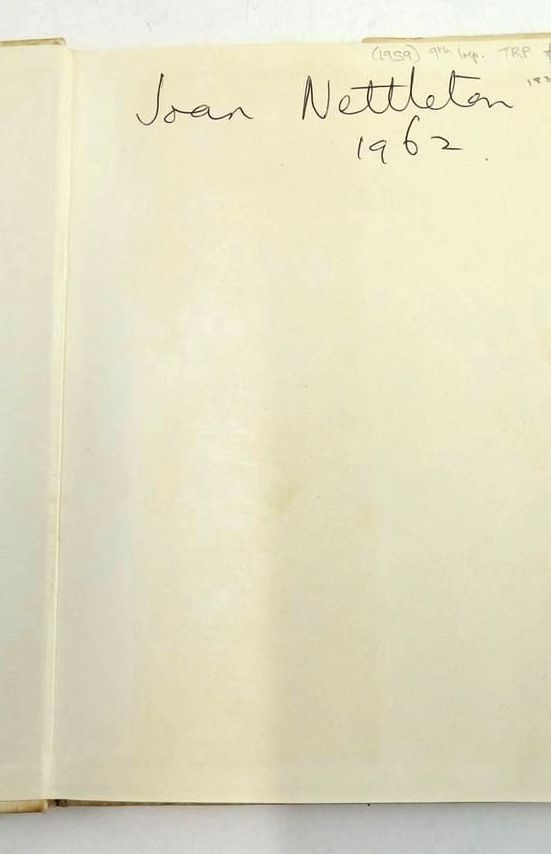 (1959) 9th Imp. TRP
Joan Nettleton
1962.